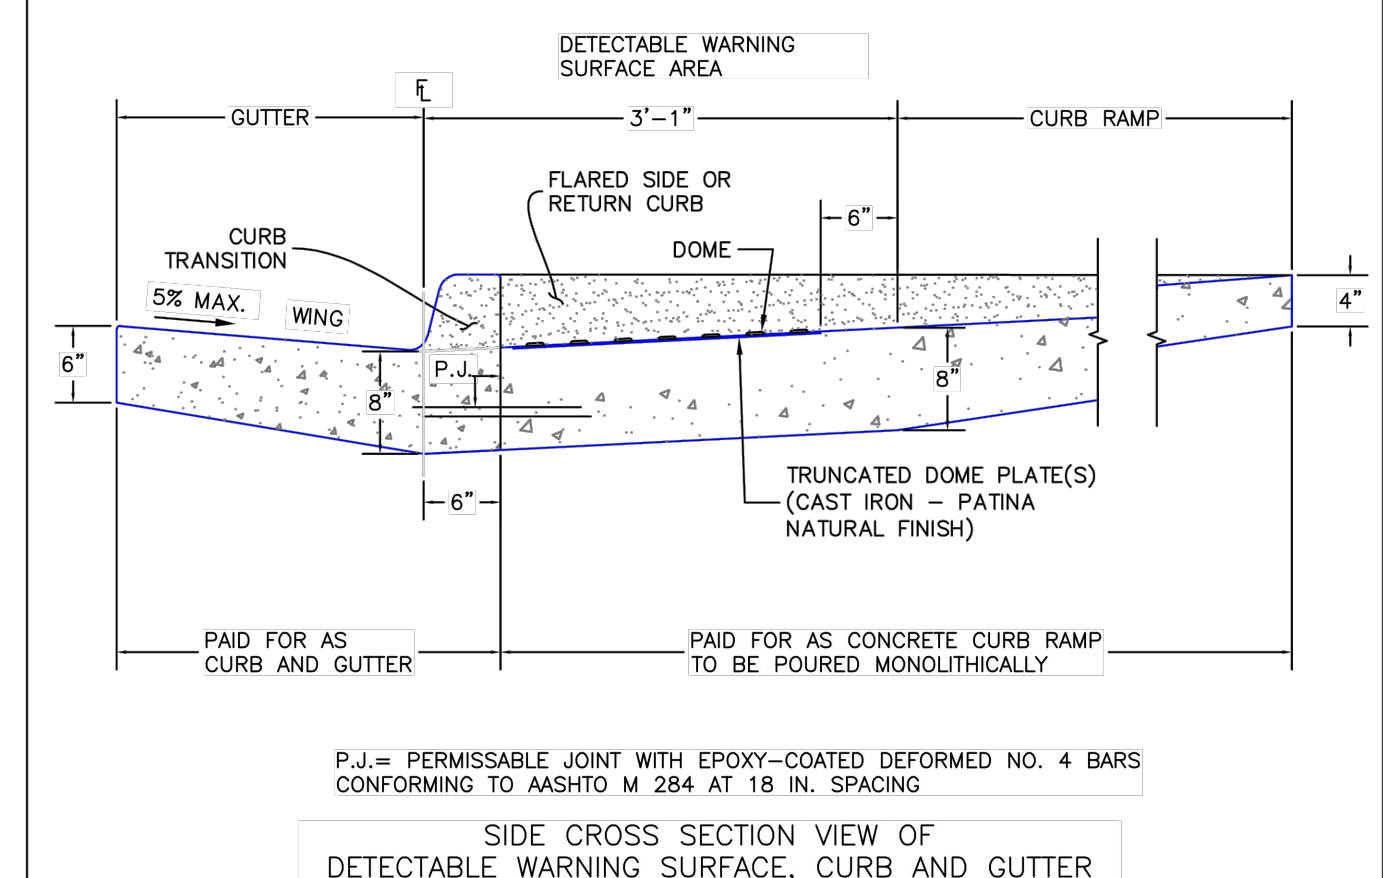 DETECTABLE WARNING
SURFACE AREA
FL
GUTTER
3'-1"
CURB RAMP
FLARED SIDE OR
RETURN CURB
6"
CURB
TRANSITION
DOME
5% MAX.
WING
4"
6"
P.J.
8"
8"
6"
TRUNCATED DOME PLATE(S)
(CAST IRON – PATINA
NATURAL FINISH)
PAID FOR AS
CURB AND GUTTER
PAID FOR AS CONCRETE CURB RAMP
TO BE POURED MONOLITHICALLY
P.J.= PERMISSABLE JOINT WITH EPOXY-COATED DEFORMED NO. 4 BARS
CONFORMING TO AASHTO M 284 AT 18 IN. SPACING
SIDE CROSS SECTION VIEW OF
DETECTABLE WARNING SURFACE, CURB AND GUTTER